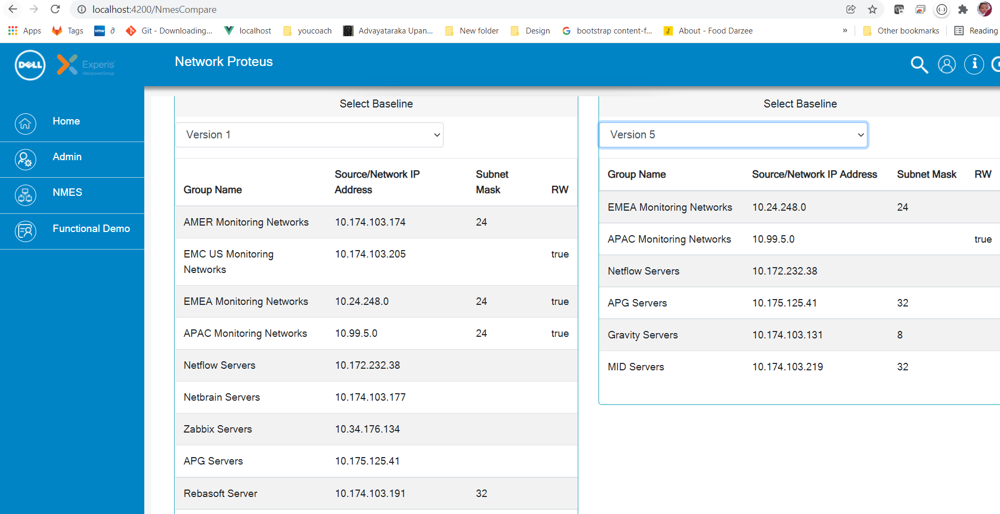 localhost:4200/NmesCompare
Apps
Tags
vmw
∂
Git - Downloading...
localhost
youcoach
Advayataraka Upan...
New folder
Design
bootstrap content-f...
About - Food Darzee
»
Other bookmarks
Reading
DELL
Experis
ManpowerGroup
Network Proteus
Home
Admin
NMES
Functional Demo
Select Baseline
Version 1
Group Name Source/Network IP Address Subnet Mask RW
AMER Monitoring Networks 10.174.103.174 24
EMC US Monitoring Networks 10.174.103.205 true
EMEA Monitoring Networks 10.24.248.0 24 true
APAC Monitoring Networks 10.99.5.0 24 true
Netflow Servers 10.172.232.38
Netbrain Servers 10.174.103.177
Zabbix Servers 10.34.176.134
APG Servers 10.175.125.41
Rebasoft Server 10.174.103.191 32
Select Baseline
Version 5
Group Name Source/Network IP Address Subnet Mask RW
EMEA Monitoring Networks 10.24.248.0 24
APAC Monitoring Networks 10.99.5.0 true
Netflow Servers 10.172.232.38
APG Servers 10.175.125.41 32
Gravity Servers 10.174.103.131 8
MID Servers 10.174.103.219 32